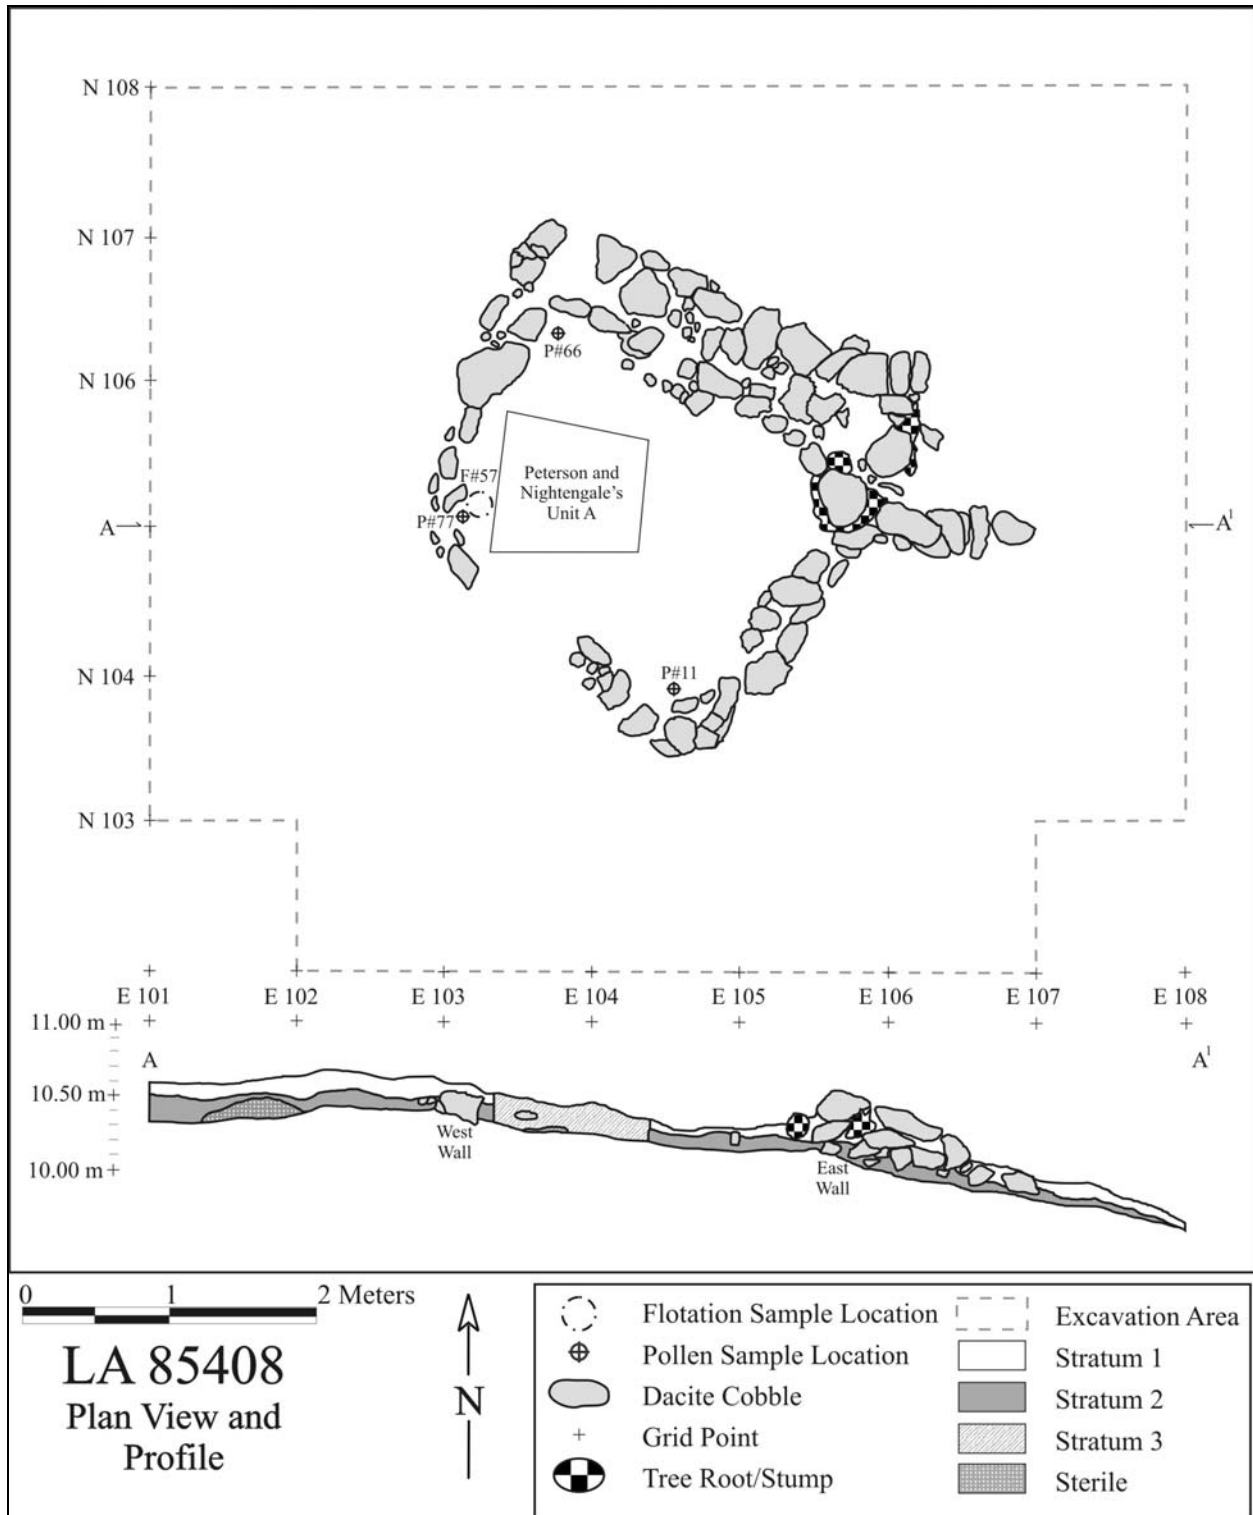 N 108
N 107
P#66
N 106
Peterson and
Nightengale's
Unit A
F#57
P#77
A
A¹
N 104
P#11
N 103
E 101 E 102 E 103 E 104 E 105 E 106 E 107 E 108
11.00 m
A
A¹
10.50 m
West
Wall
10.00 m
East
Wall
0 1 2 Meters
LA 85408
Plan View and
Profile
N
Flotation Sample Location
Pollen Sample Location
Dacite Cobble
Grid Point
Tree Root/Stump
Excavation Area
Stratum 1
Stratum 2
Stratum 3
Sterile